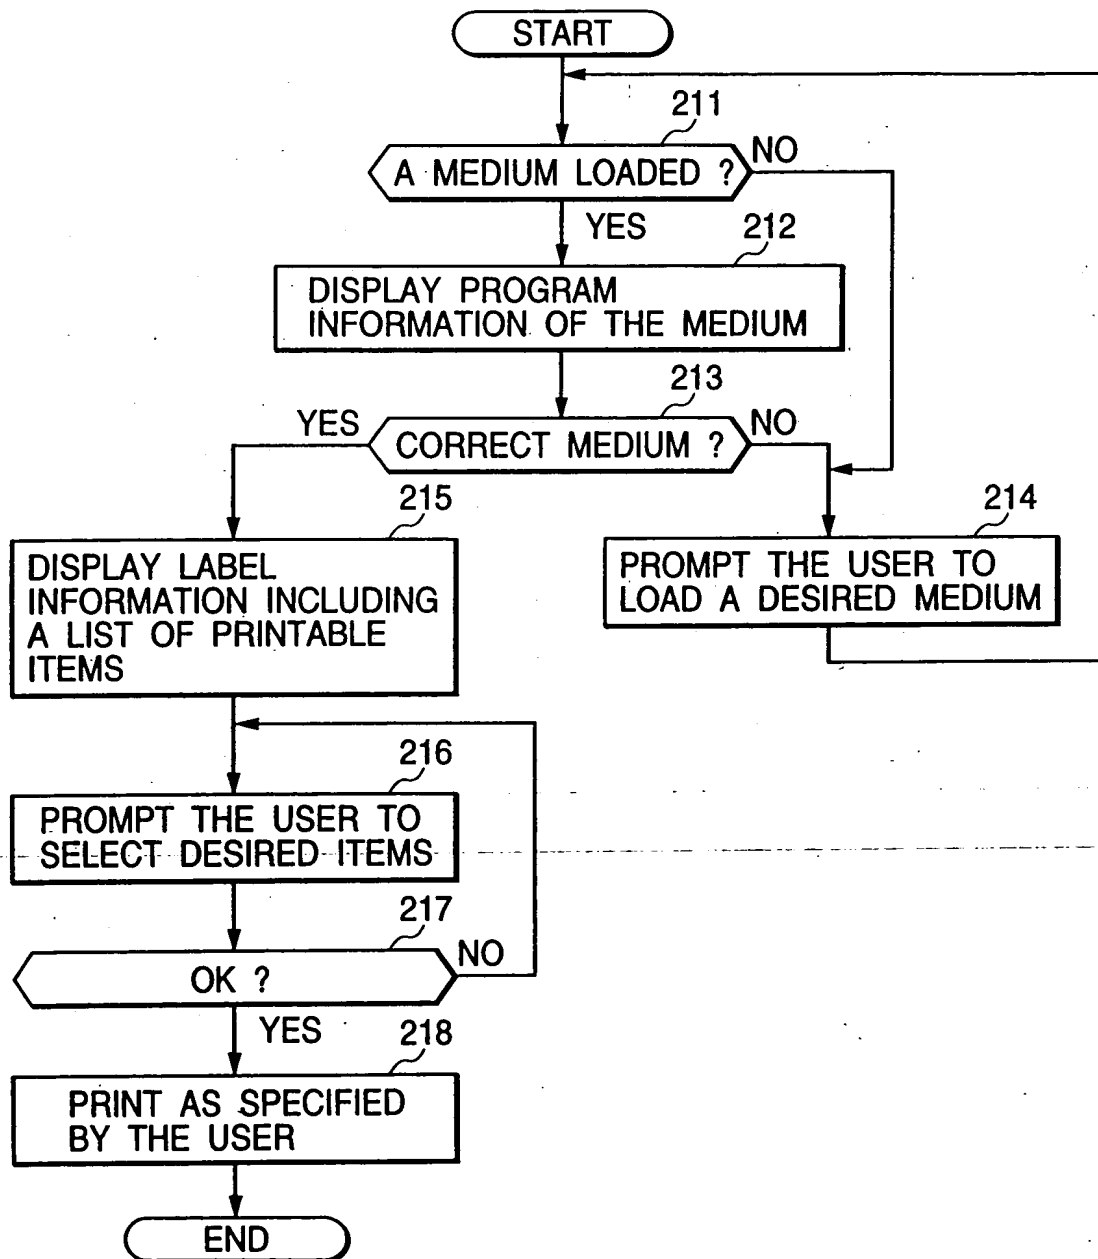 START
211
A MEDIUM LOADED ?
NO
YES
212
DISPLAY PROGRAM
INFORMATION OF THE MEDIUM
213
YES
CORRECT MEDIUM ?
NO
215
DISPLAY LABEL
INFORMATION INCLUDING
A LIST OF PRINTABLE
ITEMS
214
PROMPT THE USER TO
LOAD A DESIRED MEDIUM
216
PROMPT THE USER TO
SELECT DESIRED ITEMS
217
OK ?
NO
YES
218
PRINT AS SPECIFIED
BY THE USER
END